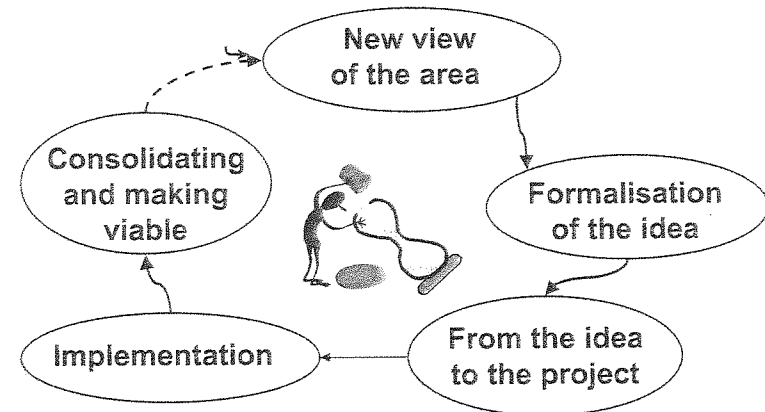 New view
of the area
Formalisation
of the idea
From the idea
to the project
Implementation
Consolidating
and making
viable